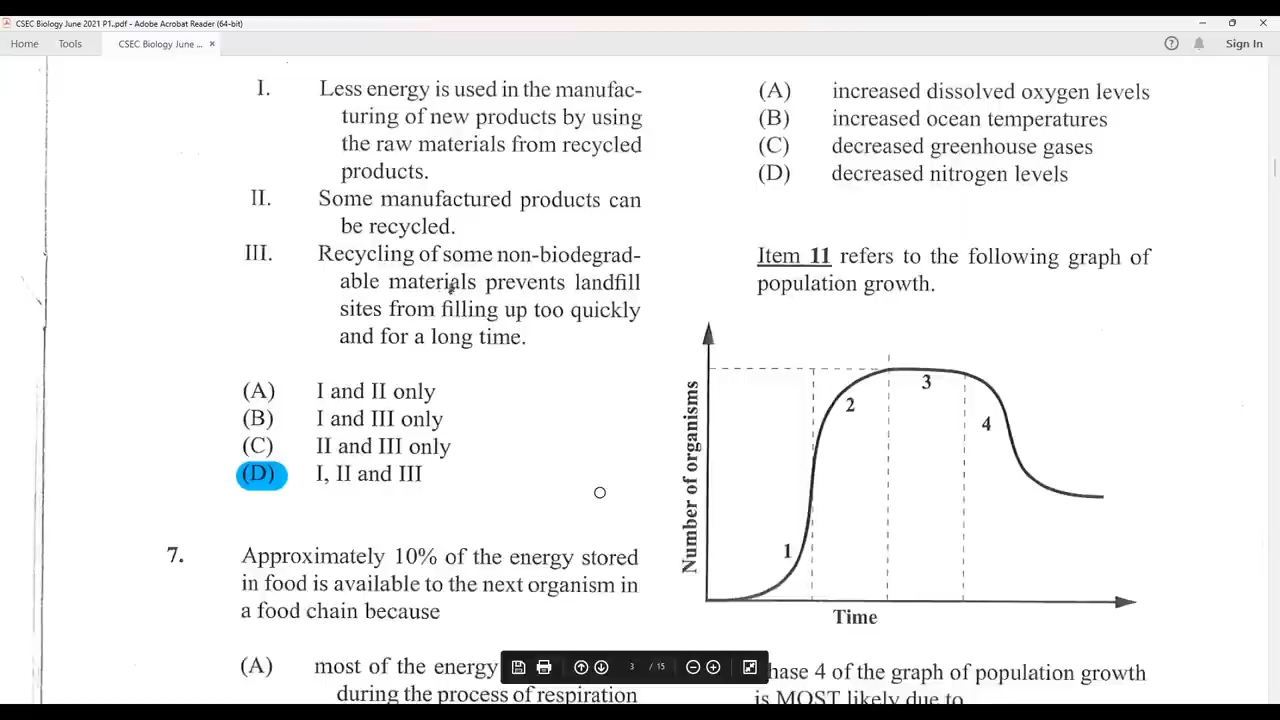 CSEC Biology June 2021 P1..pdf - Adobe Acrobat Reader (64-bit)
Home Tools CSEC Biology June ... × Sign In
I. Less energy is used in the manufac-
turing of new products by using
the raw materials from recycled
products.
II. Some manufactured products can
be recycled.
III. Recycling of some non-biodegrad-
able materials prevents landfill
sites from filling up too quickly
and for a long time.
(A) I and II only
(B) I and III only
(C) II and III only
(D) I, II and III
7. Approximately 10% of the energy stored
in food is available to the next organism in
a food chain because
(A) most of the energy
during the process of respiration
(A) increased dissolved oxygen levels
(B) increased ocean temperatures
(C) decreased greenhouse gases
(D) decreased nitrogen levels
Item 11 refers to the following graph of
population growth.
Number of organisms
1
2
3
4
Time
hase 4 of the graph of population growth
is MOST likely due to
3 / 15